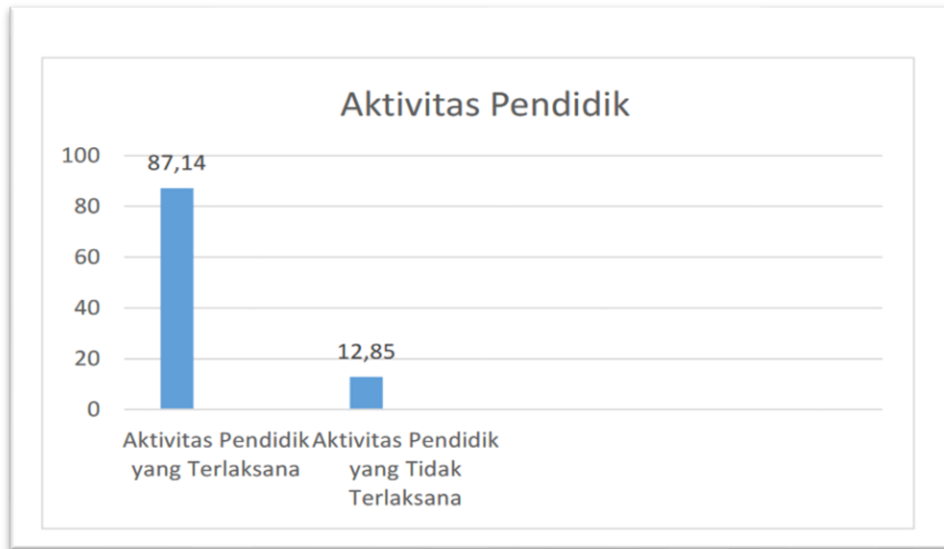 Aktivitas Pendidik
100
80
60
40
20
0
87,14
12,85
Aktivitas Pendidik
yang Terlaksana
Aktivitas Pendidik
yang Tidak
Terlaksana